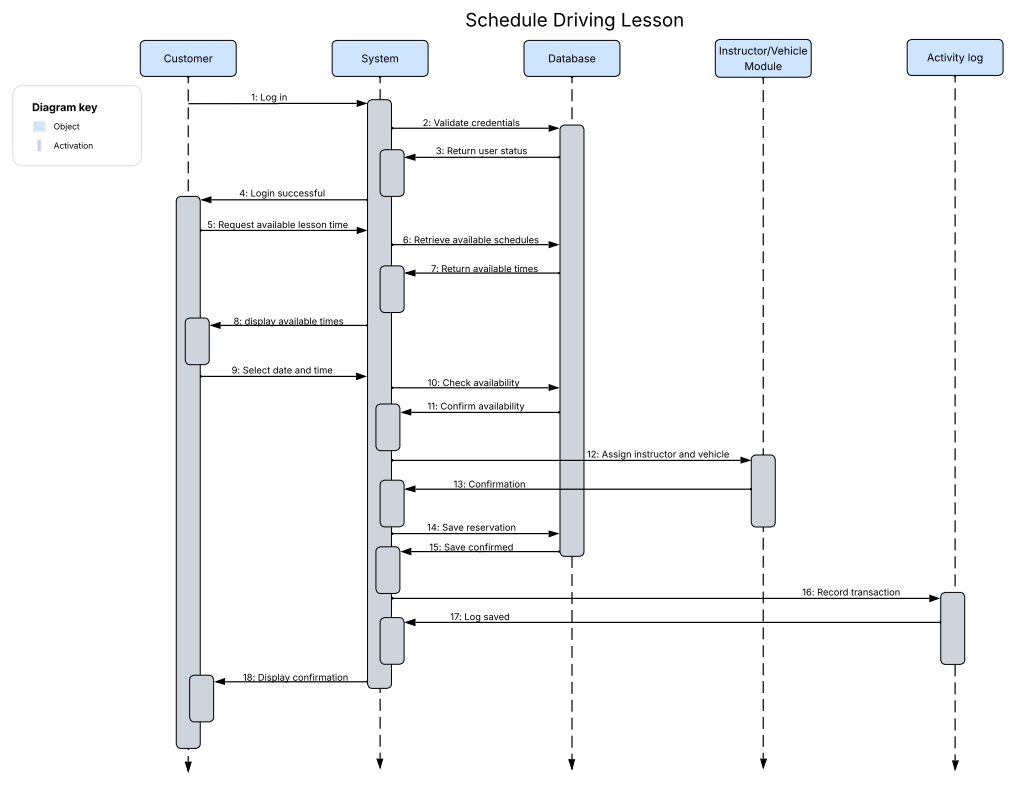 Schedule Driving Lesson
Customer
System
Database
Instructor/Vehicle
Module
Activity log
Diagram key
Object
Activation
1: Log in
2: Validate credentials
3: Return user status
4: Login successful
5: Request available lesson time
6: Retrieve available schedules
7: Return available times
8: display available times
9: Select date and time
10: Check availability
11: Confirm availability
12: Assign instructor and vehicle
13: Confirmation
14: Save reservation
15: Save confirmed
16: Record transaction
17: Log saved
18: Display confirmation